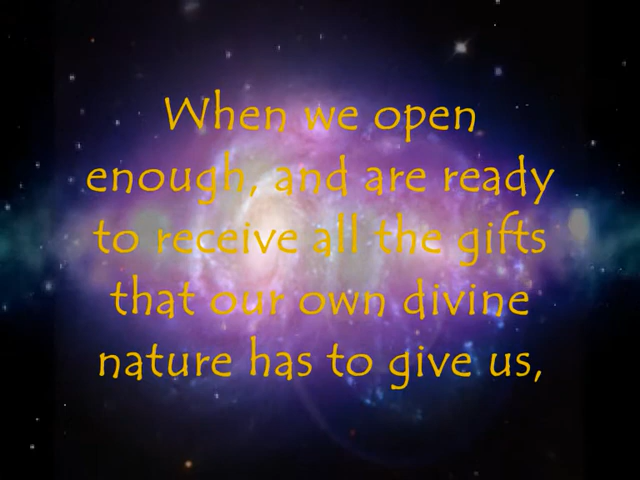 When we open
enough, and are ready
to receive all the gifts
that our own divine
nature has to give us,